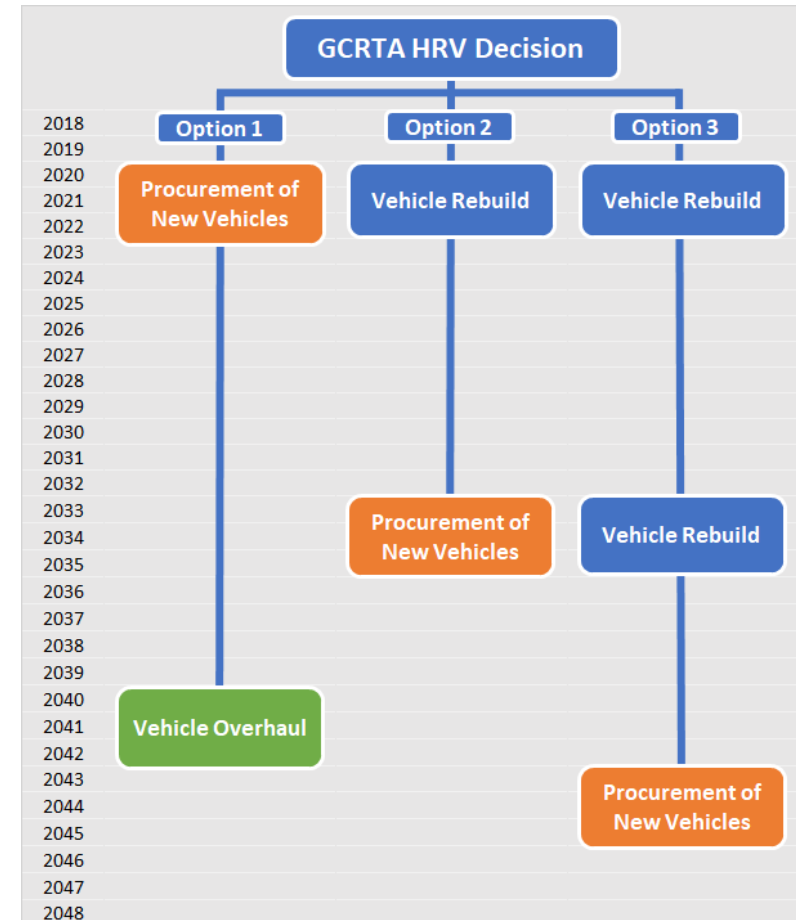 GCRTA HRV Decision
2018
Option 1
Option 2
Option 3
2019
2020
Procurement of
New Vehicles
Vehicle Rebuild
Vehicle Rebuild
2021
2022
2023
2024
2025
2026
2027
2028
2029
2030
2031
2032
2033
Procurement of
New Vehicles
Vehicle Rebuild
2034
2035
2036
2037
2038
2039
2040
2041
Vehicle Overhaul
2042
2043
2044
Procurement of
New Vehicles
2045
2046
2047
2048